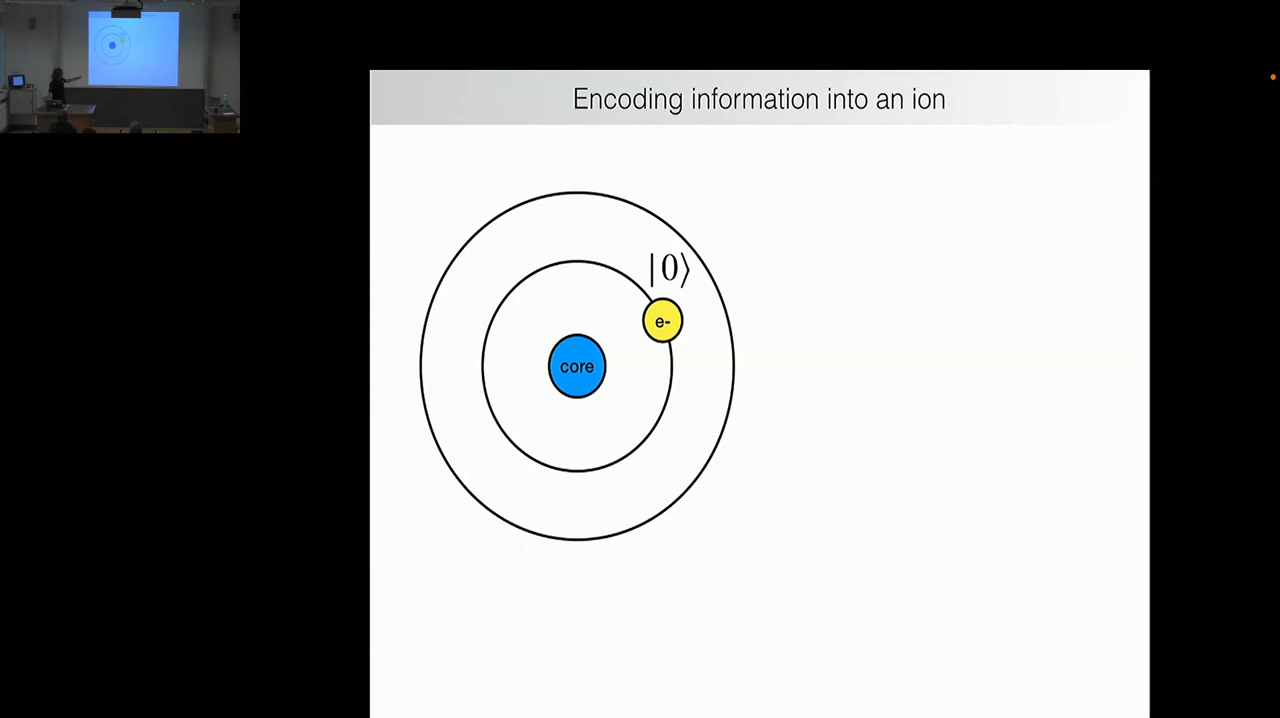 Encoding information into an ion
|0⟩
e-
core